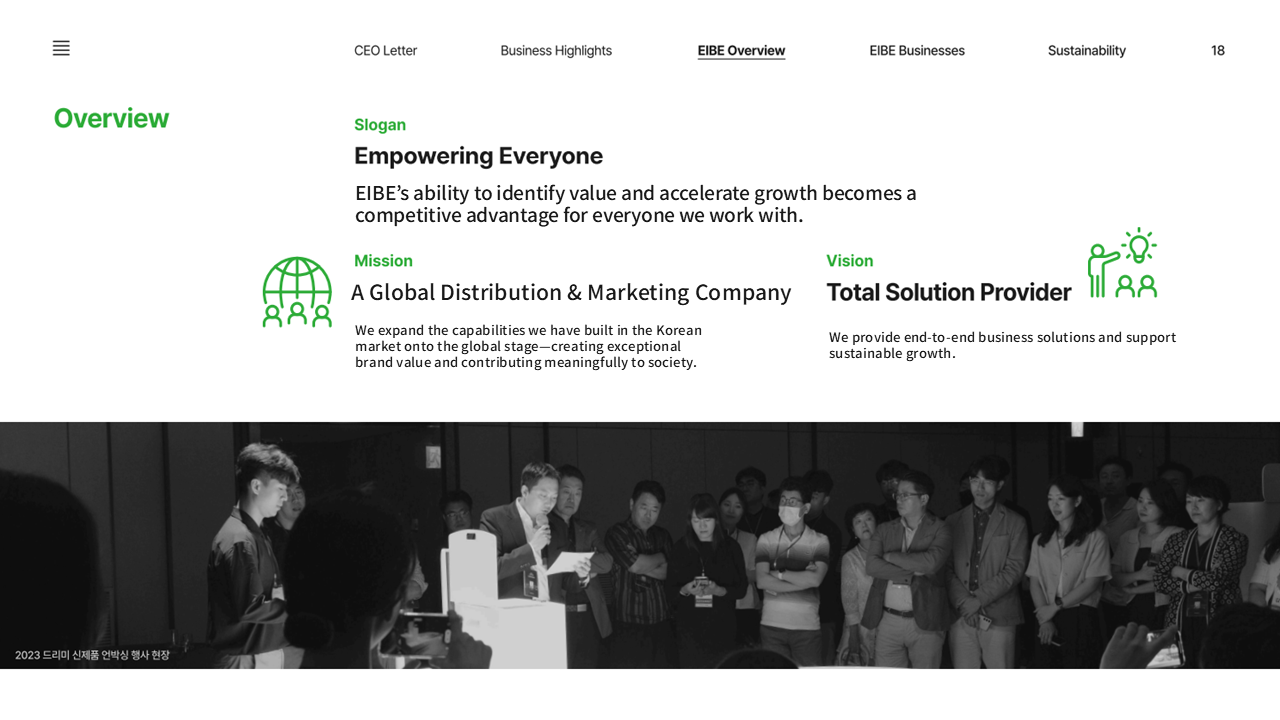 CEO Letter
Business Highlights
EIBE Overview
EIBE Businesses
Sustainability
18
Overview
Slogan
Empowering Everyone
EIBE’s ability to identify value and accelerate growth becomes a
competitive advantage for everyone we work with.
Mission
A Global Distribution & Marketing Company
We expand the capabilities we have built in the Korean
market onto the global stage—creating exceptional
brand value and contributing meaningfully to society.
Vision
Total Solution Provider
We provide end-to-end business solutions and support
sustainable growth.
2023 드리미 신제품 언박싱 행사 현장